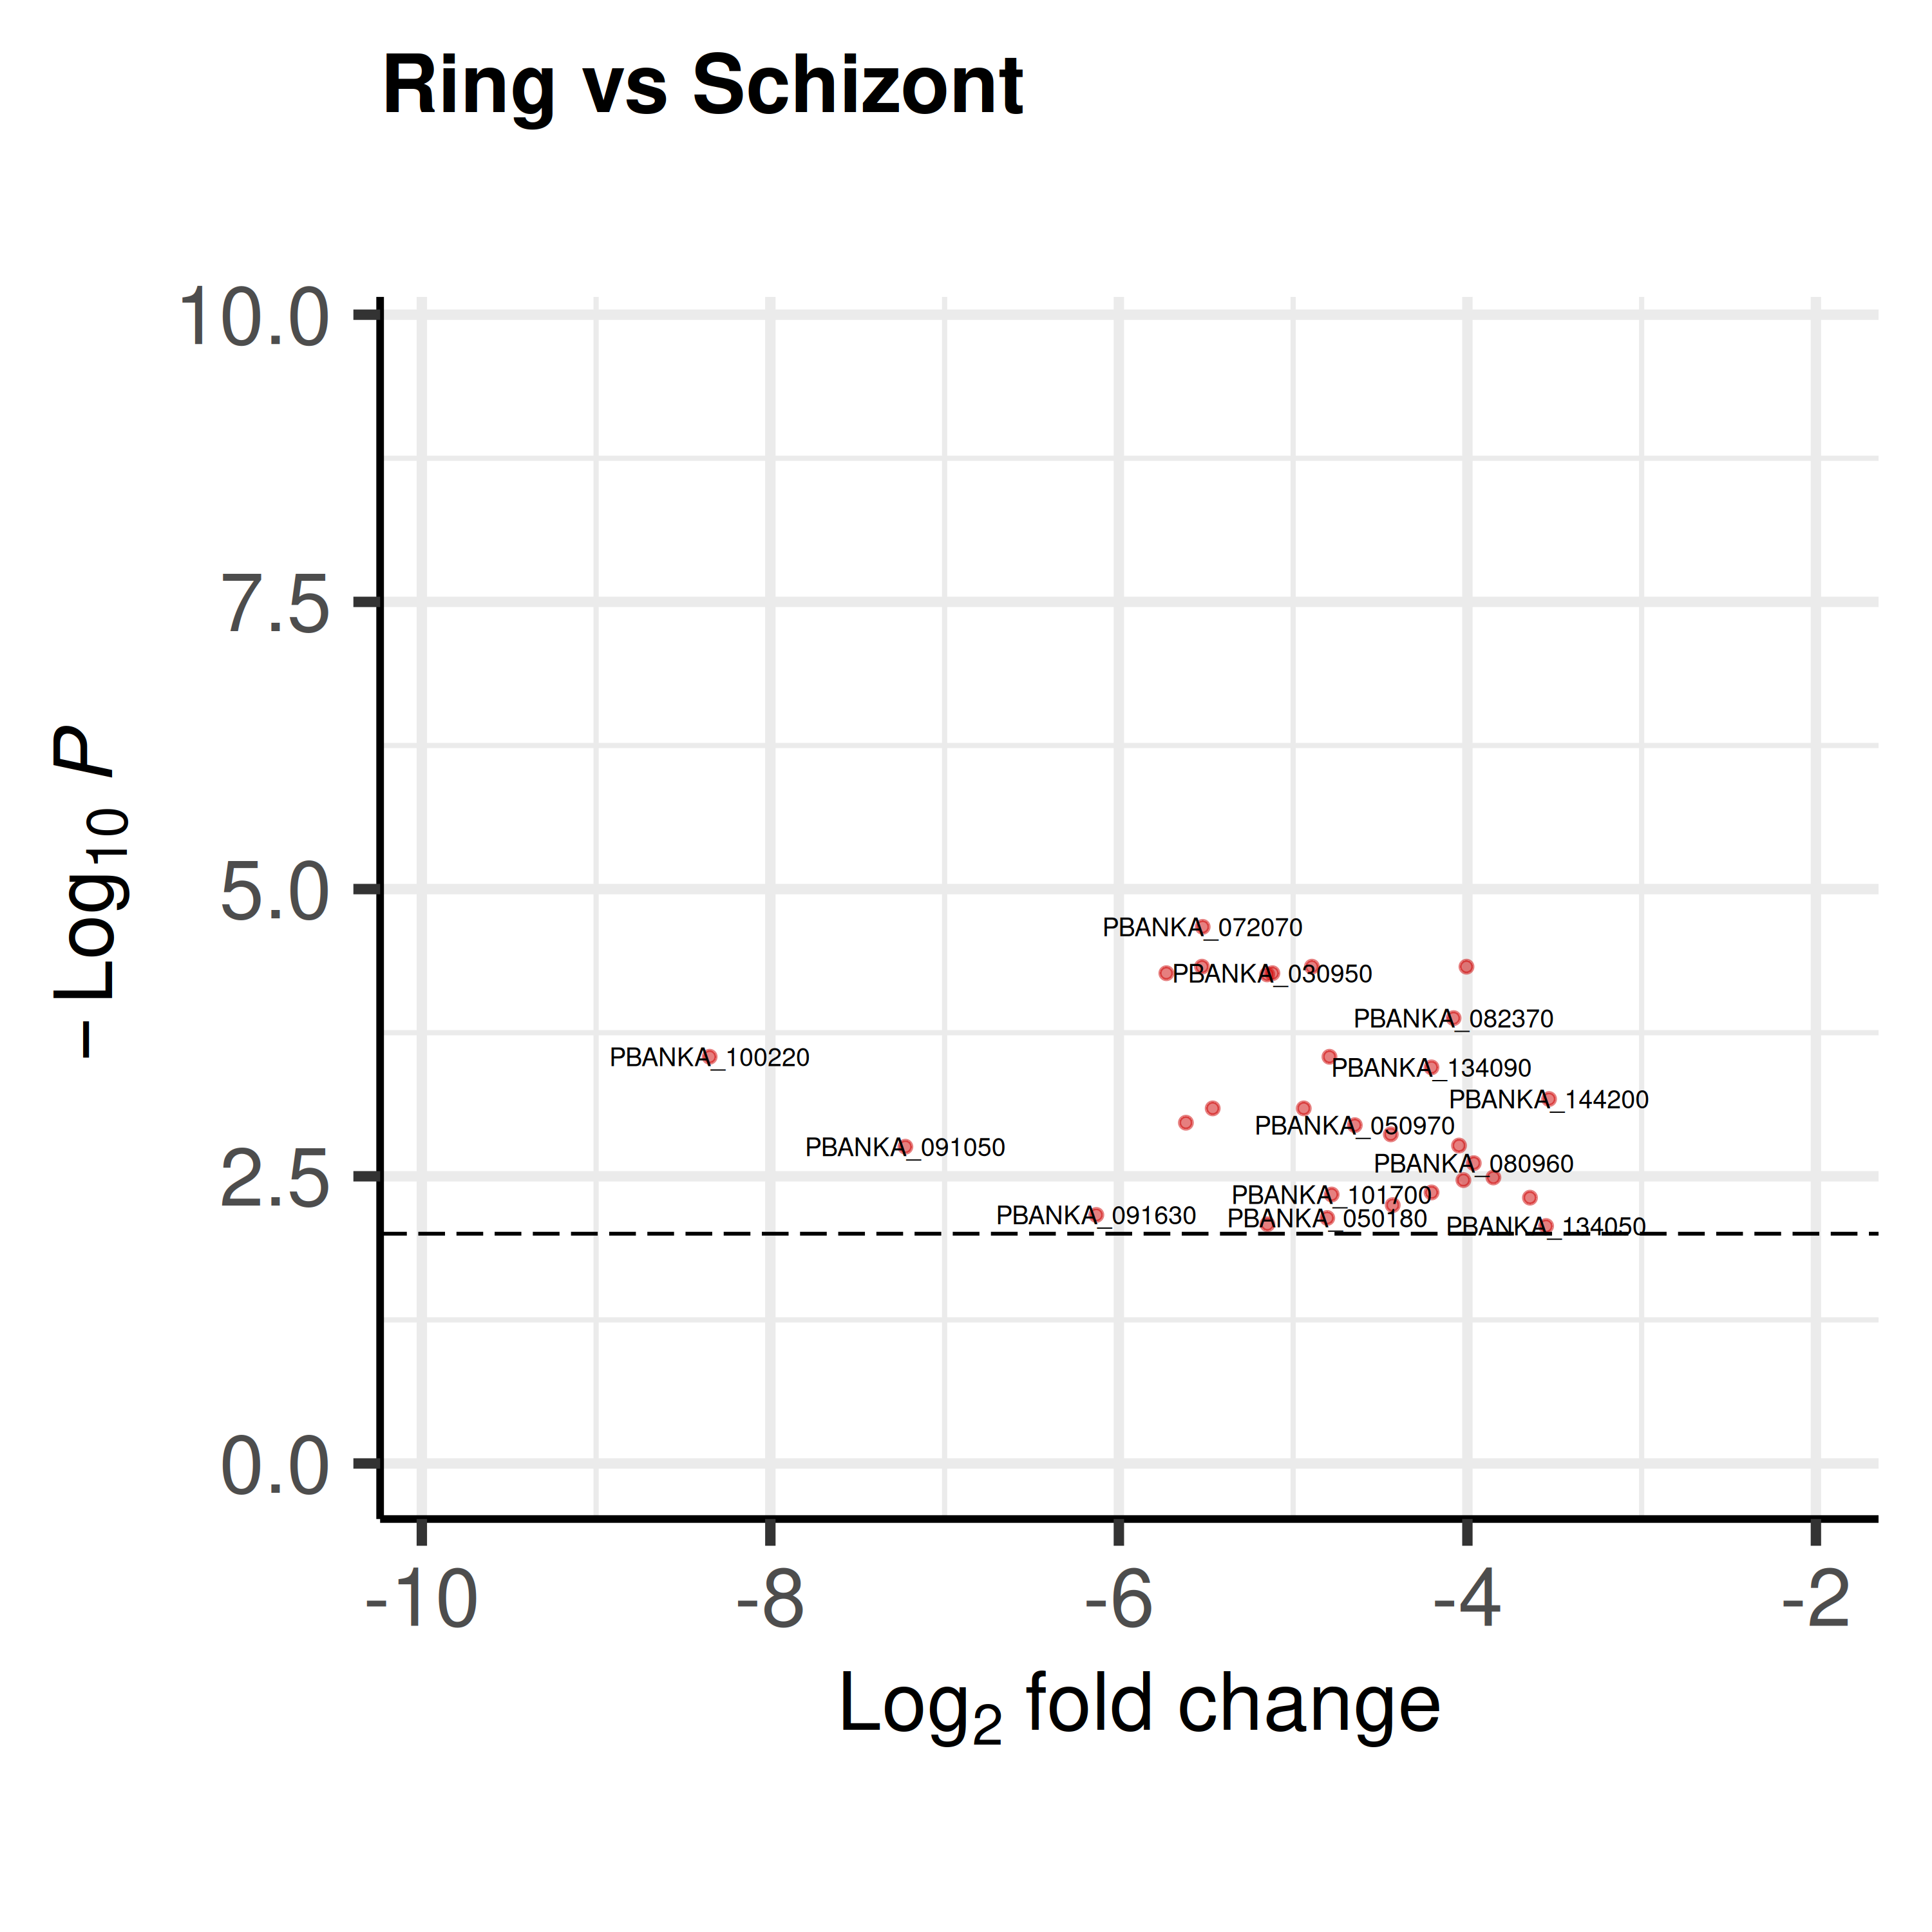 Ring vs Schizont
10.0
7.5
5.0
2.5
0.0
− Log10 P
PBANKA_072070
PBANKA_030950
PBANKA_082370
PBANKA_100220
PBANKA_134090
PBANKA_144200
PBANKA_050970
PBANKA_091050
PBANKA_080960
PBANKA_101700
PBANKA_091630
PBANKA_050180
PBANKA_134050
-10 -8 -6 -4 -2
Log2 fold change